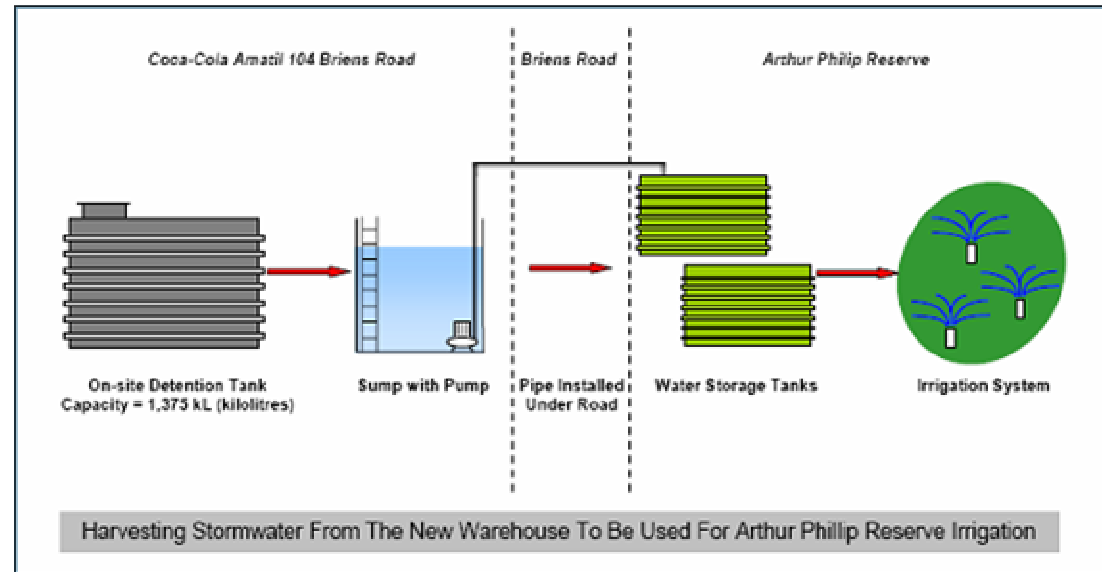 Coca-Cola Amatil 104 Briens Road
Briens Road
Arthur Philip Reserve
On-site Detention Tank
Capacity = 1,375 kL (kilolitres)
Sump with Pump
Pipe Installed
Under Road
Water Storage Tanks
Irrigation System
Harvesting Stormwater From The New Warehouse To Be Used For Arthur Phillip Reserve Irrigation